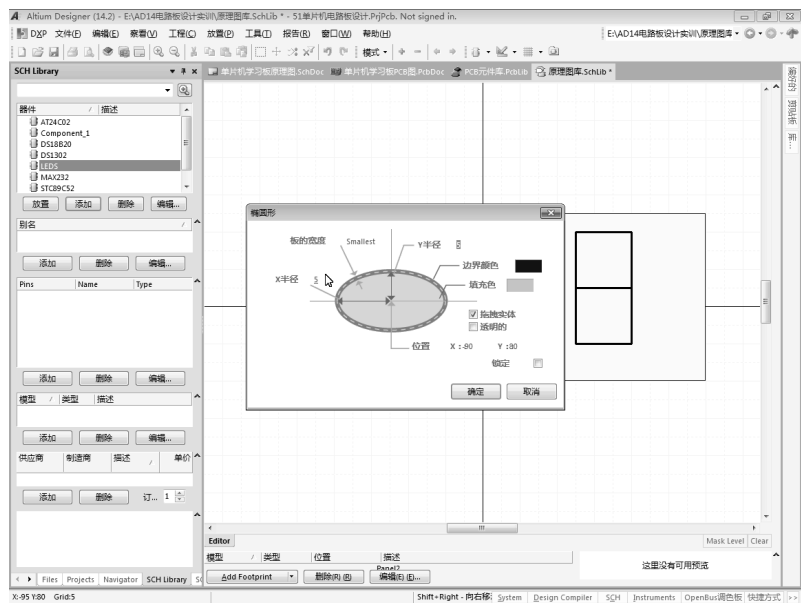 Altium Designer (14.2) - E:\AD14电路板设计实训\原理图库.SchLib * - 51单片机电路板设计.PrjPcb. Not signed in.
DXP 文件(F) 编辑(E) 察看(V) 工程(C) 放置(P) 工具(T) 报告(R) 窗口(W) 帮助(H)
E:\AD14电路板设计实训\原理图库
模式
SCH Library
单片机学习板原理图.SchDoc 单片机学习板PCB图.PcbDoc PCB元件库.PcbLib 原理图库.SchLib *
器件 / 描述
AT24C02
Component_1
DS18B20
DS1302
LEDS
MAX232
STC89C52
放置 添加 删除 编辑...
别名 /
添加 删除 编辑...
Pins Name Type
添加 删除 编辑...
模型 / 类型 描述
添加 删除 编辑...
供应商 制造商 描述 / 单价
添加 删除 订... 1
椭圆形
板的宽度 Smallest
Y半径
边界颜色
X半径 5
填充色
拖拽实体
透明的
位置 X :-90 Y :80
锁定
确定 取消
剪贴板
Editor
Mask Level Clear
模型 / 类型 位置 描述
Panel2
Add Footprint 删除(R) (R) 编辑(E) (E)...
这里没有可用预览
Files Projects Navigator SCH Library SC
X:-95 Y:80 Grid:5
Shift+Right - 向右移 System Design Compiler SCH Instruments OpenBus调色板 快捷方式 >>